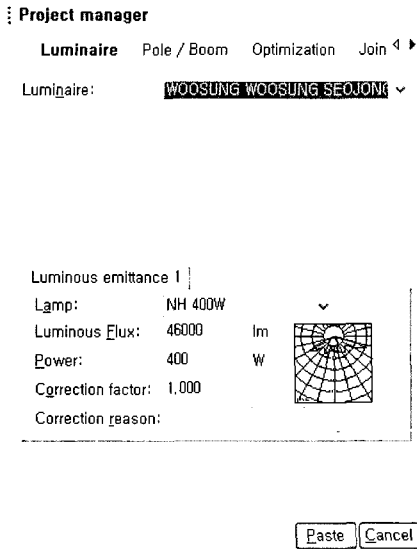 Project manager
Luminaire Pole / Boom Optimization Join
Luminaire: WOOSUNG WOOSUNG SEOJONG
Luminous emittance 1
Lamp: NH 400W
Luminous Flux: 46000 lm
Power: 400 W
Correction factor: 1,000
Correction reason:
Paste Cancel